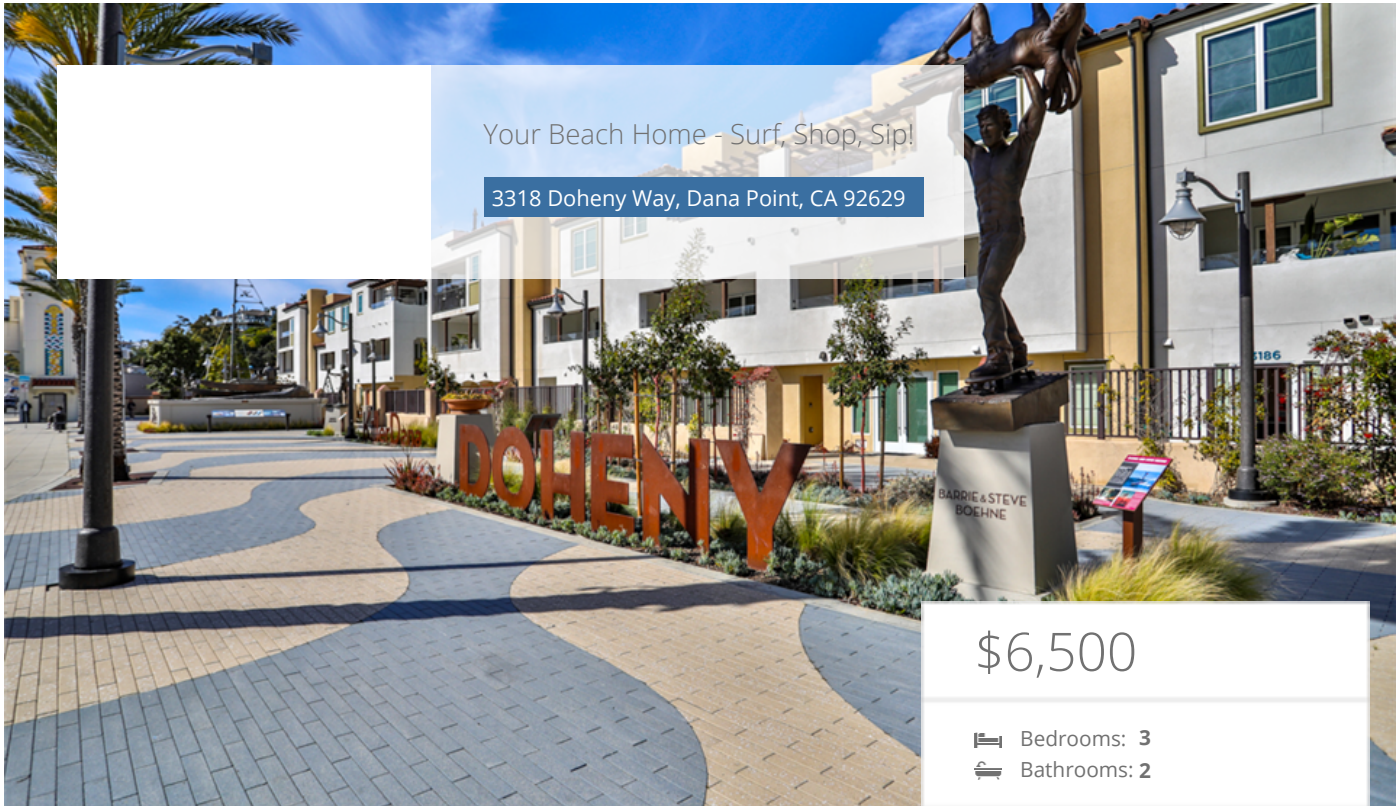 Your Beach Home - Surf, Shop, Sip!
3318 Doheny Way, Dana Point, CA 92629
186
DOHENY
BARRIE & STEVE
BOEHNE
$6,500
Bedrooms: 3
Bathrooms: 2